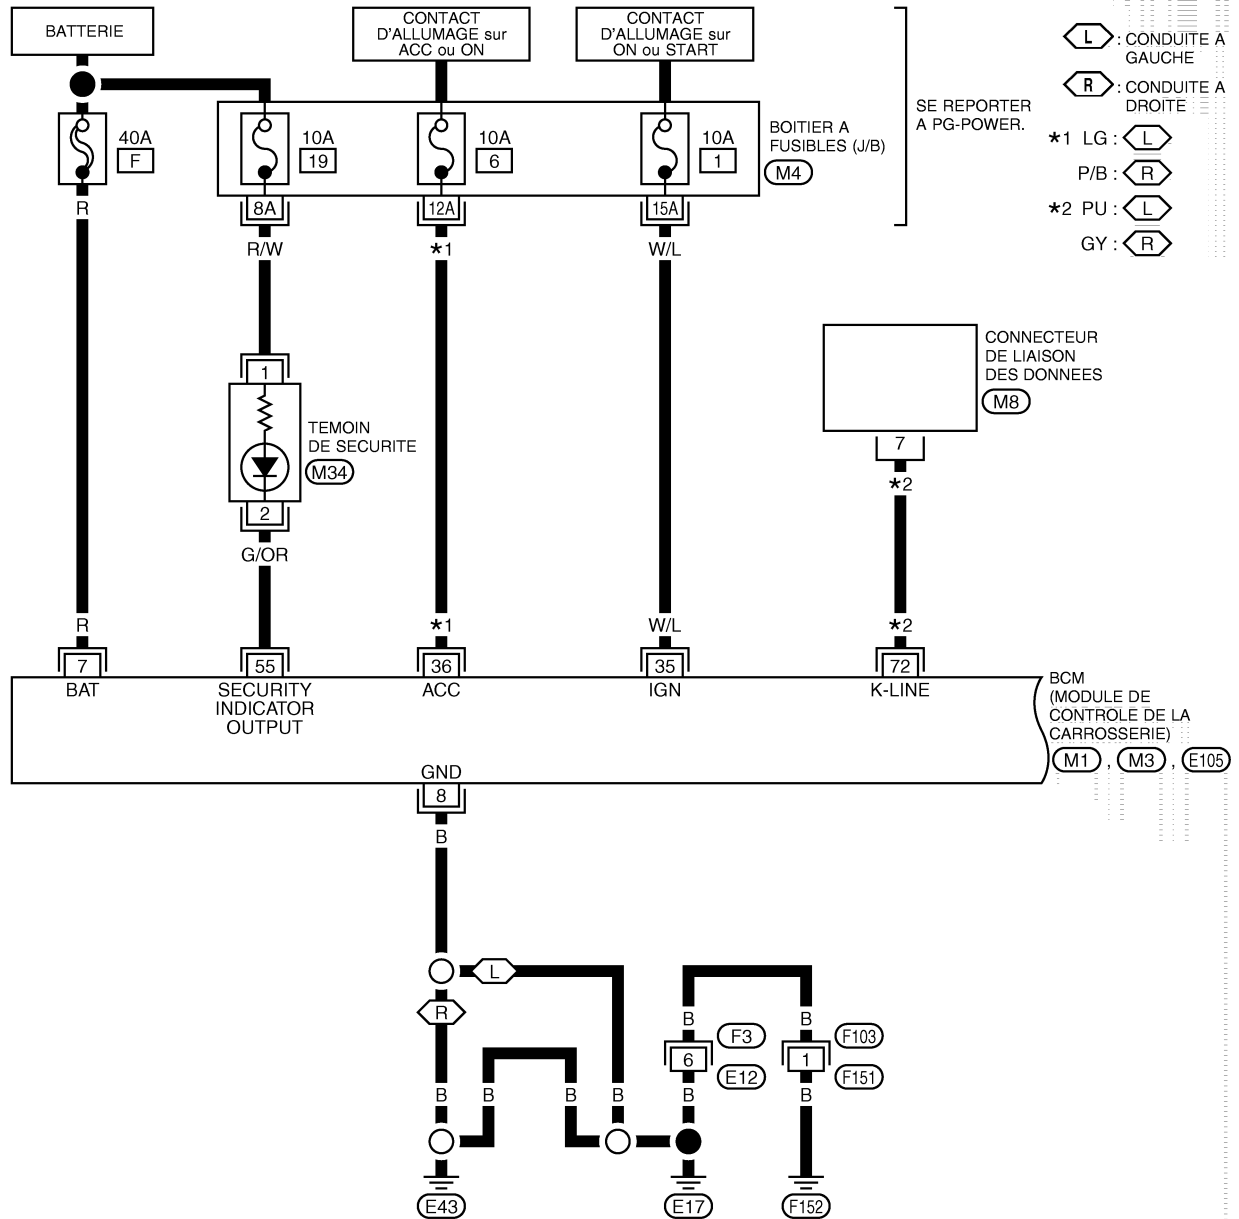 BATTERIE
CONTACT
D'ALLUMAGE sur
ACC ou ON
CONTACT
D'ALLUMAGE sur
ON ou START
L : CONDUITE A
GAUCHE
R : CONDUITE A
DROITE
*1 LG : L
P/B : R
*2 PU : L
GY : R
SE REPORTER
A PG-POWER.
BOITIER A
FUSIBLES (J/B)
M4
40A
F
10A
19
10A
6
10A
1
R
8A
12A
15A
R/W
*1
W/L
CONNECTEUR
DE LIAISON
DES DONNEES
M8
1
TEMOIN
DE SECURITE
M34
2
G/OR
7
*2
R
*1
W/L
*2
7
55
36
35
72
BAT
SECURITY
INDICATOR
OUTPUT
ACC
IGN
K-LINE
BCM
(MODULE DE
CONTROLE DE LA
CARROSSERIE)
M1 , M3 , E105
GND
8
B
L
R
B
B
F3
F103
6
1
E12
F151
B
B
B
B
B
B
E43
E17
F152